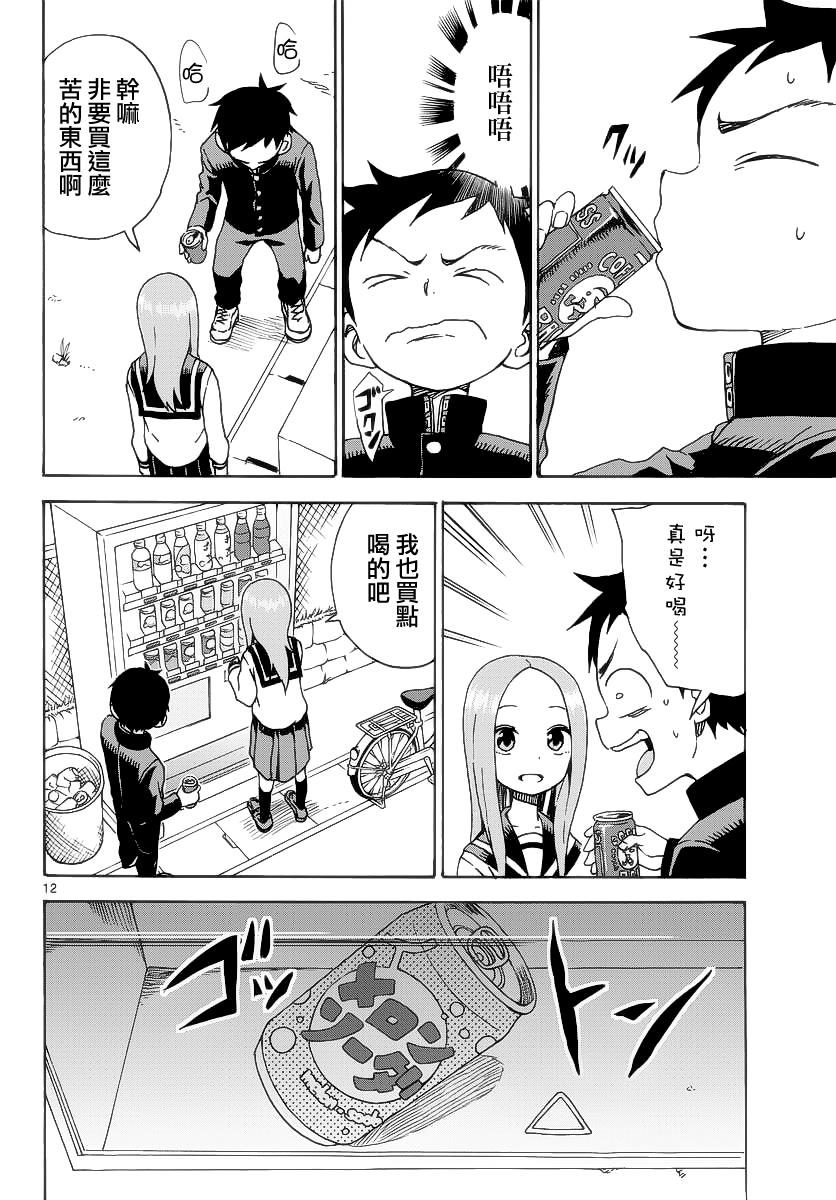 クッ
SS
COF
唔唔唔
ゴクン
哈
哈
幹嘛
非要買這麼
苦的東西啊
呀…
真是好喝～～～
我也買點
喝的吧
12
ゴッ
トン
メロン
ソーダ